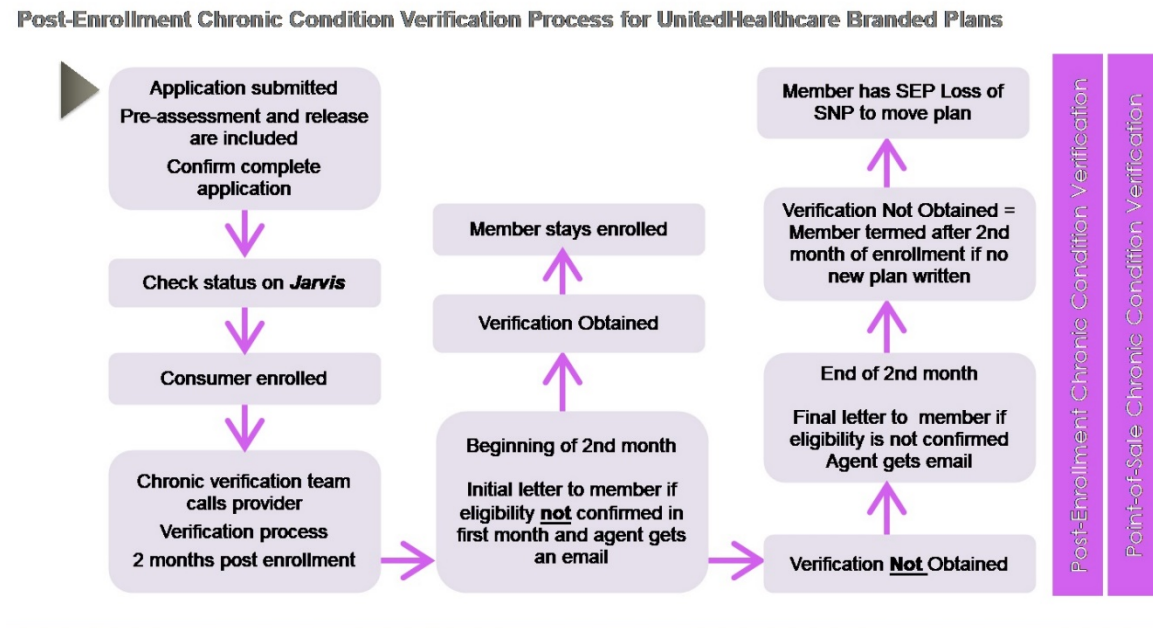 Post-Enrollment Chronic Condition Verification Process for UnitedHealthcare Branded Plans
Application submitted
Pre-assessment and release
are included
Confirm complete
application
Check status on Jarvis
Consumer enrolled
Chronic verification team
calls provider
Verification process
2 months post enrollment
Member stays enrolled
Verification Obtained
Beginning of 2nd month
Initial letter to member if
eligibility not confirmed in
first month and agent gets
an email
Member has SEP Loss of
SNP to move plan
Verification Not Obtained =
Member termed after 2nd
month of enrollment if no
new plan written
End of 2nd month
Final letter to member if
eligibility is not confirmed
Agent gets email
Verification Not Obtained
Post-Enrollment Chronic Condition Verification
Point-of-Sale Chronic Condition Verification